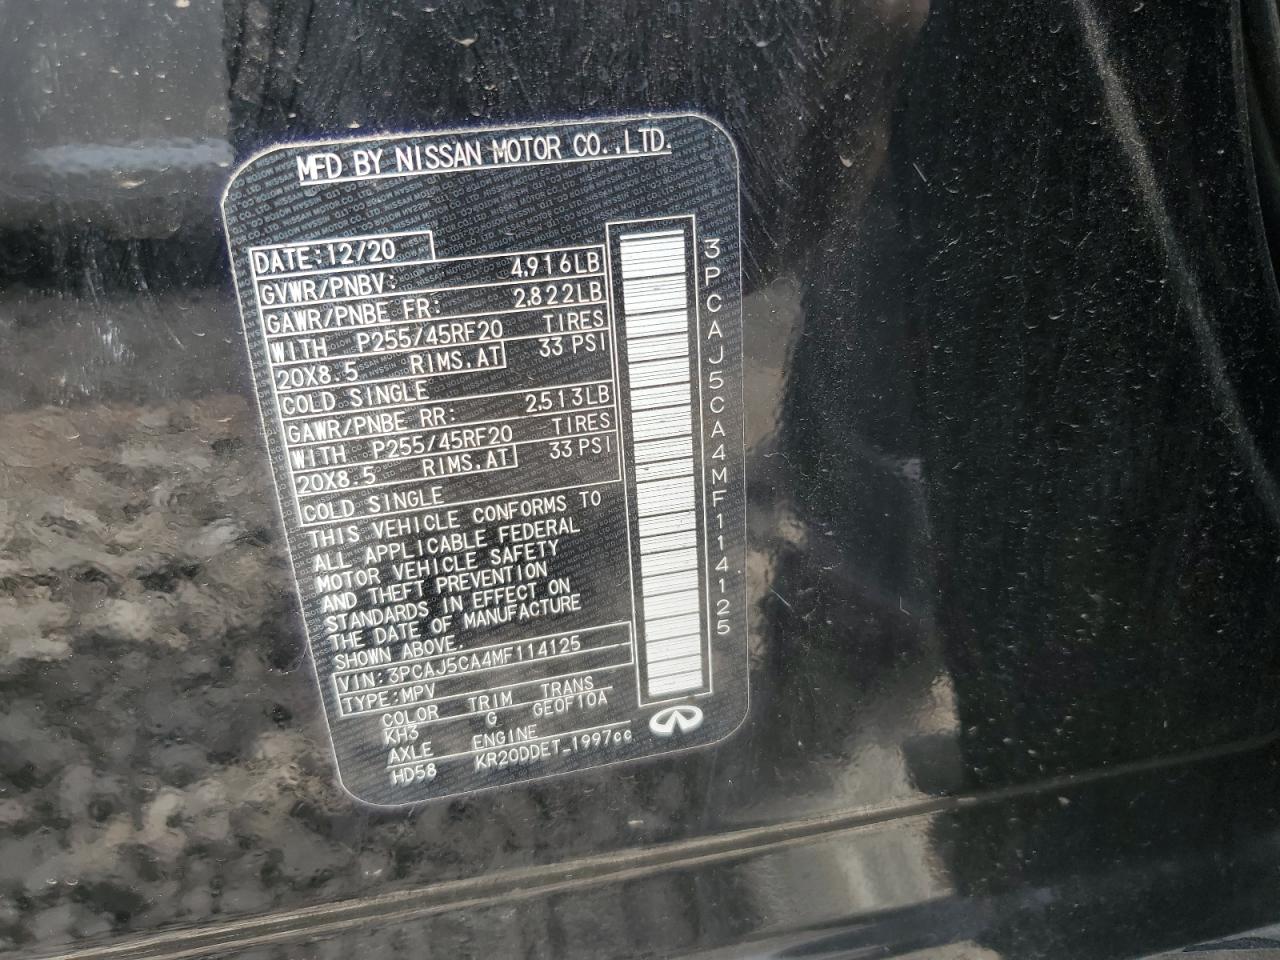 MFD BY NISSAN MOTOR CO.,LTD.
DATE:12/20
GVWR/PNBV: 4,916LB
GAWR/PNBE FR: 2,822LB
WITH P255/45RF20 TIRES
20X8.5 RIMS,AT 33 PSI
COLD SINGLE
GAWR/PNBE RR: 2,513LB
WITH P255/45RF20 TIRES
20X8.5 RIMS,AT 33 PSI
COLD SINGLE
THIS VEHICLE CONFORMS TO
ALL APPLICABLE FEDERAL
MOTOR VEHICLE SAFETY
AND THEFT PREVENTION
STANDARDS IN EFFECT ON
THE DATE OF MANUFACTURE
SHOWN ABOVE.
VIN:3PCAJ5CA4MF114125
TYPE:MPV
COLOR TRIM TRANS
KH3 G GE0F10A
AXLE ENGINE
HD58 KR20DDET_1997cc
3PCAJ5CA4MF114125